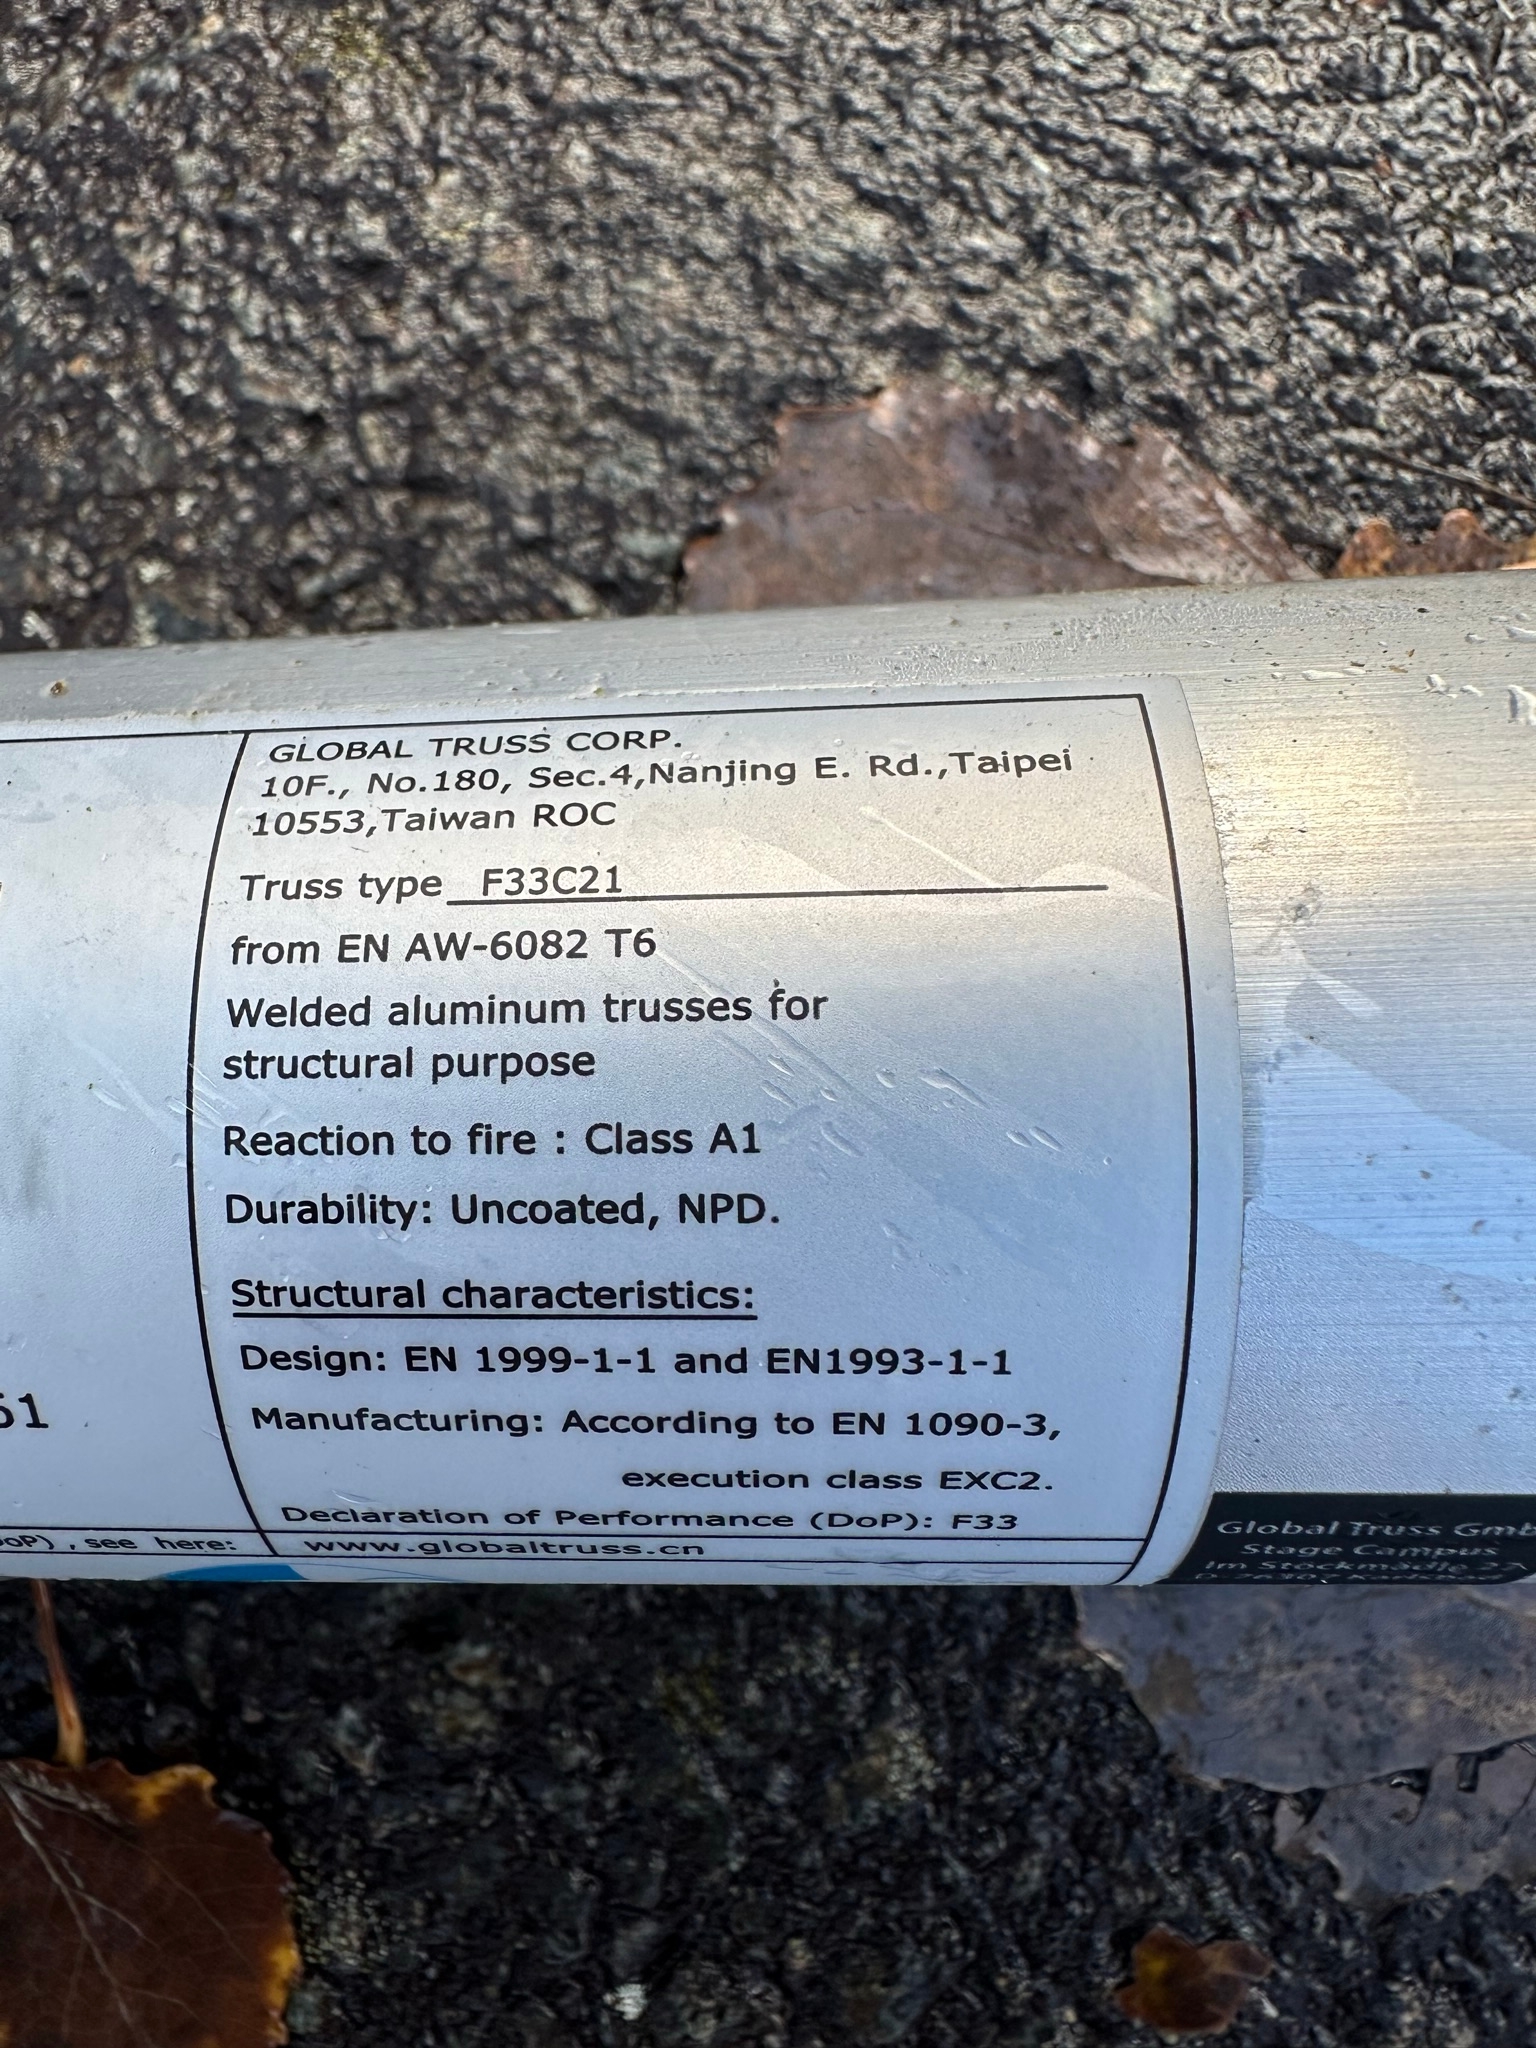 GLOBAL TRUSS CORP.
10F., No.180, Sec.4,Nanjing E. Rd.,Taipei
10553,Taiwan ROC
Truss type F33C21
from EN AW-6082 T6
Welded aluminum trusses for
structural purpose
Reaction to fire : Class A1
Durability: Uncoated, NPD.
Structural characteristics:
Design: EN 1999-1-1 and EN1993-1-1
Manufacturing: According to EN 1090-3,
execution class EXC2.
Declaration of Performance (DoP): F33
51
, see here: www.globaltruss.cn
Global Truss
Stage Campus
Im